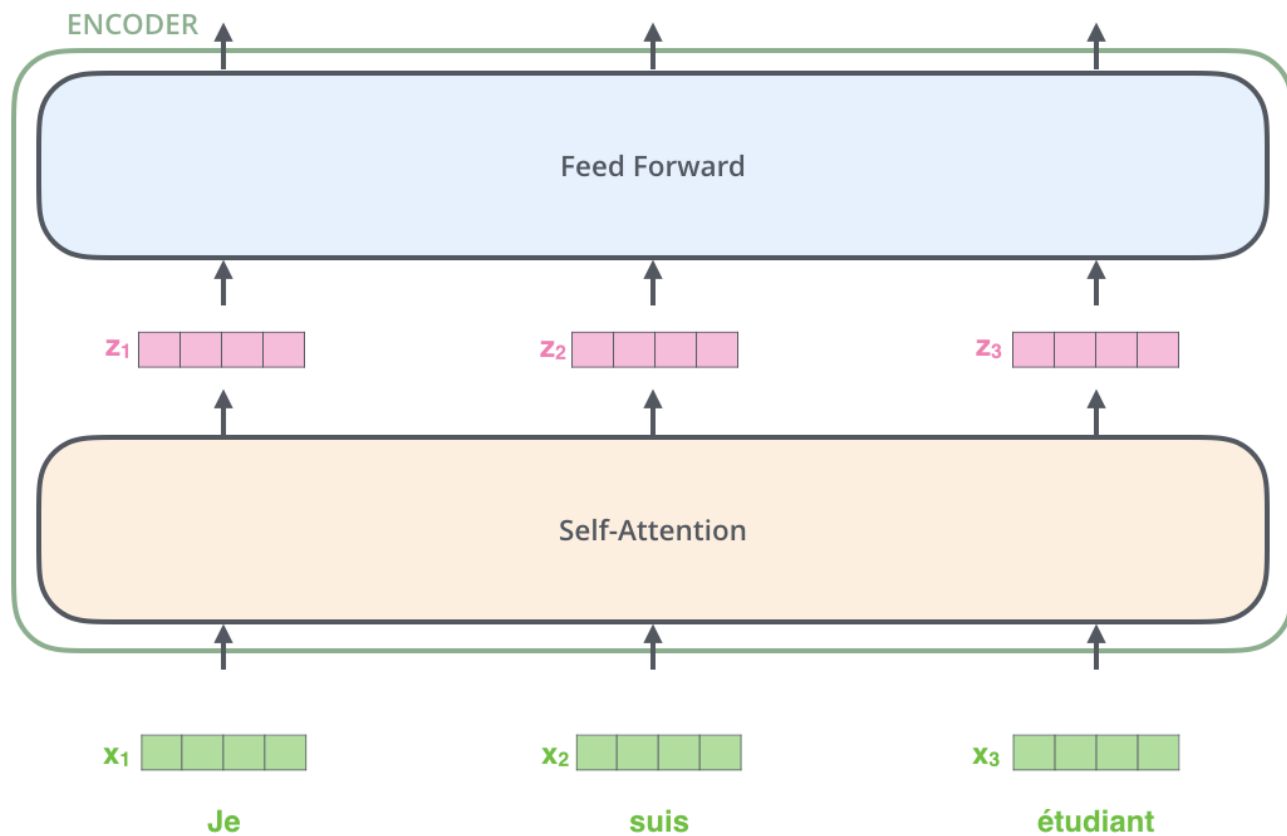 ENCODER
Feed Forward
z₁ z₂ z₃
Self-Attention
x₁ x₂ x₃
Je suis étudiant